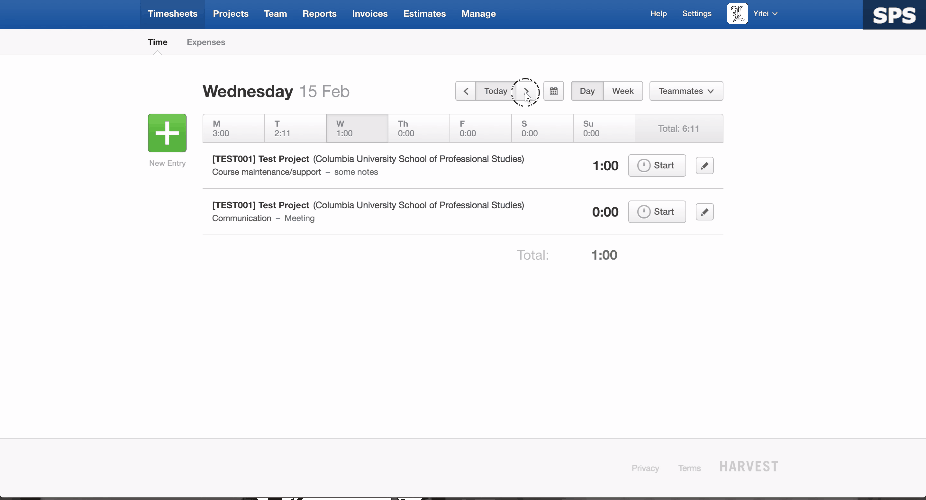 Timesheets Projects Team Reports Invoices Estimates Manage Help Settings Yifei SPS
Time Expenses
Wednesday 15 Feb Today Day Week Teammates
M T W Th F S Su
3:00 2:11 1:00 0:00 0:00 0:00 0:00 Total: 6:11
New Entry
[TEST001] Test Project (Columbia University School of Professional Studies)
Course maintenance/support – some notes
1:00 Start
[TEST001] Test Project (Columbia University School of Professional Studies)
Communication – Meeting
0:00 Start
Total: 1:00
Privacy Terms HARVEST